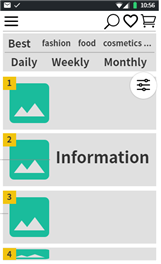 10:56
Best fashion food cosmetics ...
Daily Weekly Monthly
1
2
Information
3
4